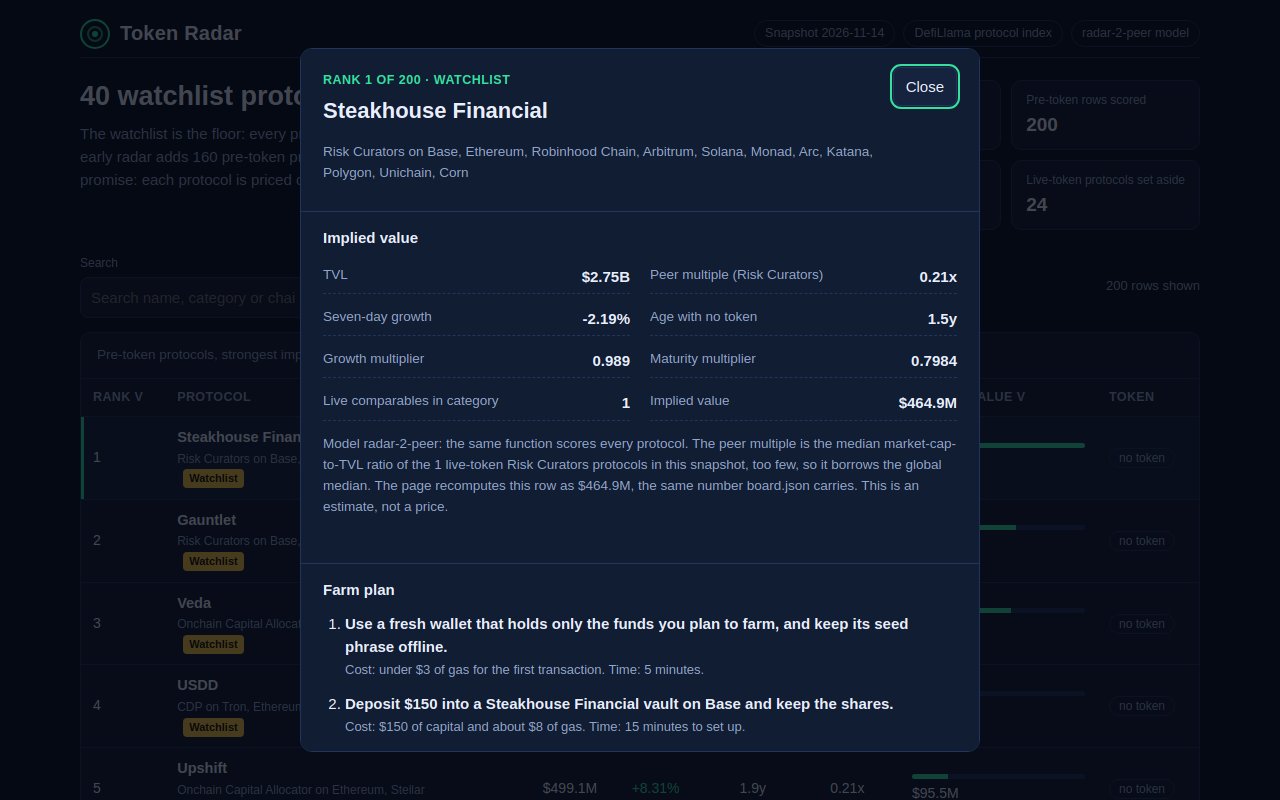 Token Radar
Snapshot 2026-11-14
DefiLlama protocol index
radar-2-peer model
40 watchlist proto
The watchlist is the floor: every p
early radar adds 160 pre-token p
promise: each protocol is priced
Pre-token rows scored
200
Live-token protocols set aside
24
Search
Search name, category or chai
200 rows shown
Pre-token protocols, strongest imp
RANK V
PROTOCOL
ALUE V
TOKEN
1
Steakhouse Finan
Risk Curators on Base,
Watchlist
no token
2
Gauntlet
Risk Curators on Base,
Watchlist
no token
3
Veda
Onchain Capital Allocat
Watchlist
no token
4
USDD
CDP on Tron, Ethereun
Watchlist
no token
5
Upshift
Onchain Capital Allocator on Ethereum, Stellar
$499.1M
+8.31%
1.9y
0.21x
$95.5M
no token
RANK 1 OF 200 · WATCHLIST
Steakhouse Financial
Close
Risk Curators on Base, Ethereum, Robinhood Chain, Arbitrum, Solana, Monad, Arc, Katana,
Polygon, Unichain, Corn
Implied value
TVL
$2.75B
Peer multiple (Risk Curators)
0.21x
Seven-day growth
-2.19%
Age with no token
1.5y
Growth multiplier
0.989
Maturity multiplier
0.7984
Live comparables in category
1
Implied value
$464.9M
Model radar-2-peer: the same function scores every protocol. The peer multiple is the median market-cap-
to-TVL ratio of the 1 live-token Risk Curators protocols in this snapshot, too few, so it borrows the global
median. The page recomputes this row as $464.9M, the same number board.json carries. This is an
estimate, not a price.
Farm plan
1. Use a fresh wallet that holds only the funds you plan to farm, and keep its seed
phrase offline.
Cost: under $3 of gas for the first transaction. Time: 5 minutes.
2. Deposit $150 into a Steakhouse Financial vault on Base and keep the shares.
Cost: $150 of capital and about $8 of gas. Time: 15 minutes to set up.